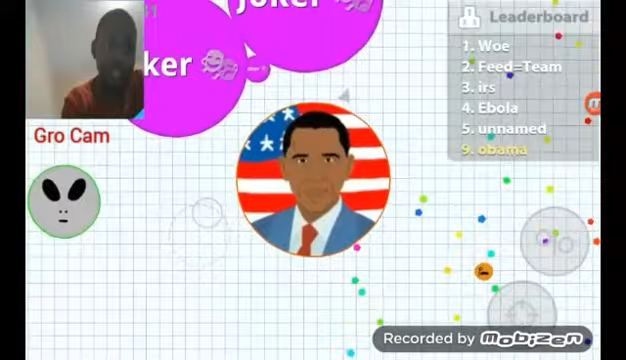 Joker
ker
Leaderboard
1. Woe
2. Feed=Team
3. irs
4. Ebola
5. unnamed
9. obama
Gro Cam
Recorded by mobizen